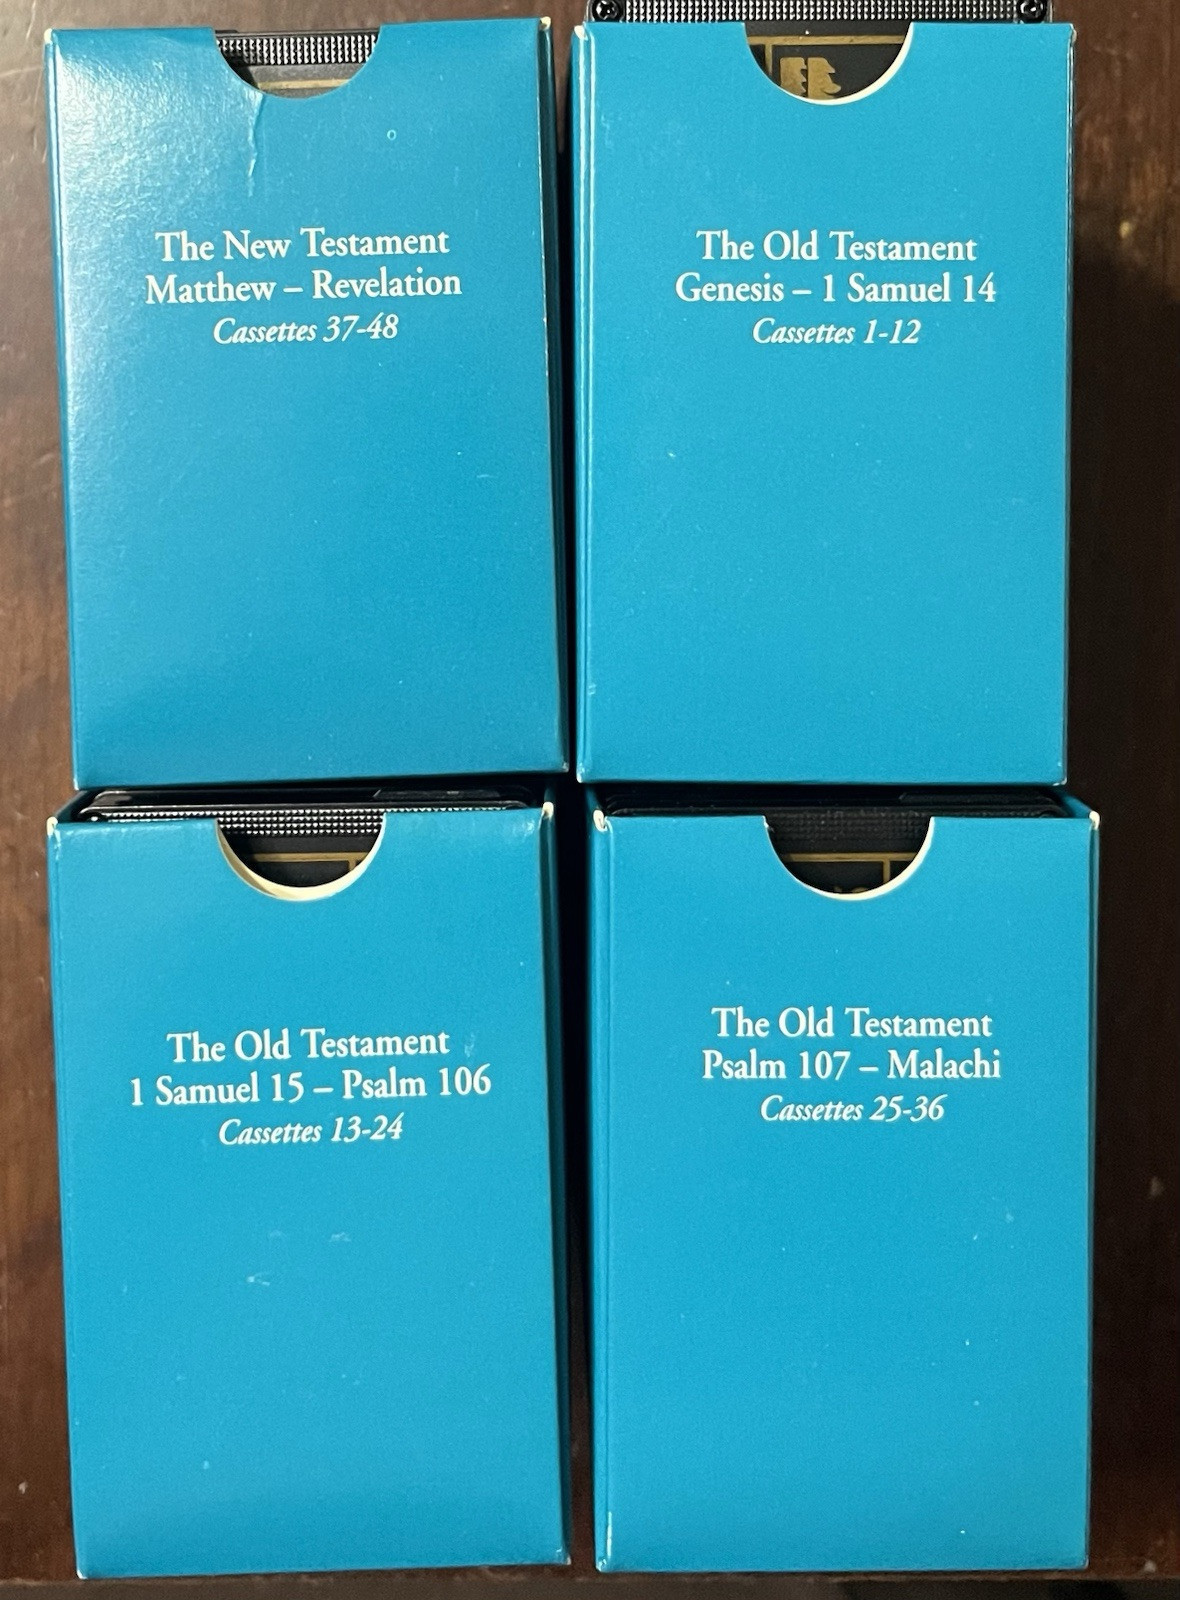 The New Testament
Matthew – Revelation
Cassettes 37-48
The Old Testament
Genesis – 1 Samuel 14
Cassettes 1-12
The Old Testament
1 Samuel 15 – Psalm 106
Cassettes 13-24
The Old Testament
Psalm 107 – Malachi
Cassettes 25-36